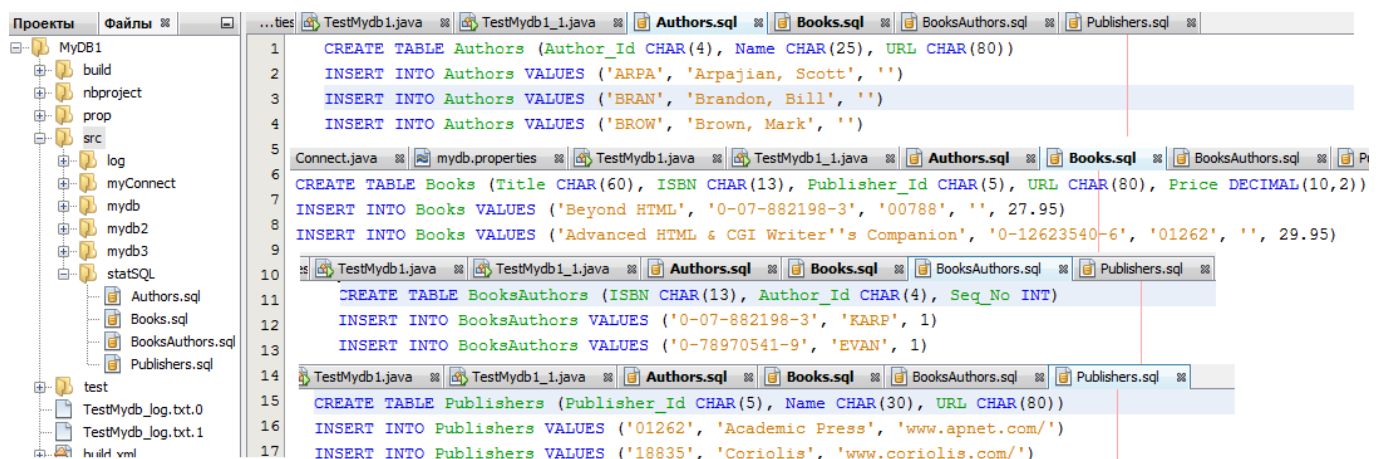 Проекты Файлы
MyDB1
build
nbproject
prop
src
log
myConnect
mydb
mydb2
mydb3
statSQL
Authors.sql
Books.sql
BooksAuthors.sql
Publishers.sql
test
TestMydb_log.txt.0
TestMydb_log.txt.1
build.xml
...ties TestMydb1.java TestMydb1_1.java Authors.sql Books.sql BooksAuthors.sql Publishers.sql
1 CREATE TABLE Authors (Author_Id CHAR(4), Name CHAR(25), URL CHAR(80))
2 INSERT INTO Authors VALUES ('ARPA', 'Arpajian, Scott', '')
3 INSERT INTO Authors VALUES ('BRAN', 'Brandon, Bill', '')
4 INSERT INTO Authors VALUES ('BROW', 'Brown, Mark', '')
5
Connect.java mydb.properties TestMydb1.java TestMydb1_1.java Authors.sql Books.sql BooksAuthors.sql
6
CREATE TABLE Books (Title CHAR(60), ISBN CHAR(13), Publisher_Id CHAR(5), URL CHAR(80), Price DECIMAL(10,2))
7
INSERT INTO Books VALUES ('Beyond HTML', '0-07-882198-3', '00788', '', 27.95)
8
INSERT INTO Books VALUES ('Advanced HTML & CGI Writer''s Companion', '0-12623540-6', '01262', '', 29.95)
9
10 TestMydb1.java TestMydb1_1.java Authors.sql Books.sql BooksAuthors.sql Publishers.sql
11 CREATE TABLE BooksAuthors (ISBN CHAR(13), Author_Id CHAR(4), Seq_No INT)
12 INSERT INTO BooksAuthors VALUES ('0-07-882198-3', 'KARP', 1)
13 INSERT INTO BooksAuthors VALUES ('0-78970541-9', 'EVAN', 1)
14 TestMydb1.java TestMydb1_1.java Authors.sql Books.sql BooksAuthors.sql Publishers.sql
15 CREATE TABLE Publishers (Publisher_Id CHAR(5), Name CHAR(30), URL CHAR(80))
16 INSERT INTO Publishers VALUES ('01262', 'Academic Press', 'www.apnet.com/')
17 INSERT INTO Publishers VALUES ('18835', 'Coriolis', 'www.coriolis.com/')